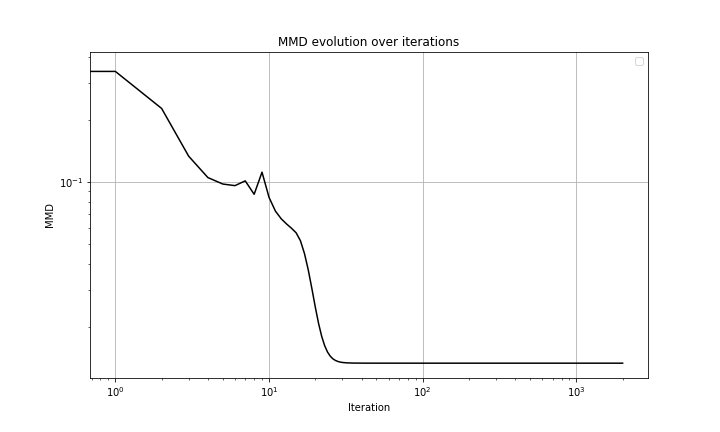 MMD evolution over iterations
MMD
10⁻¹
10⁰ 10¹ 10² 10³
Iteration